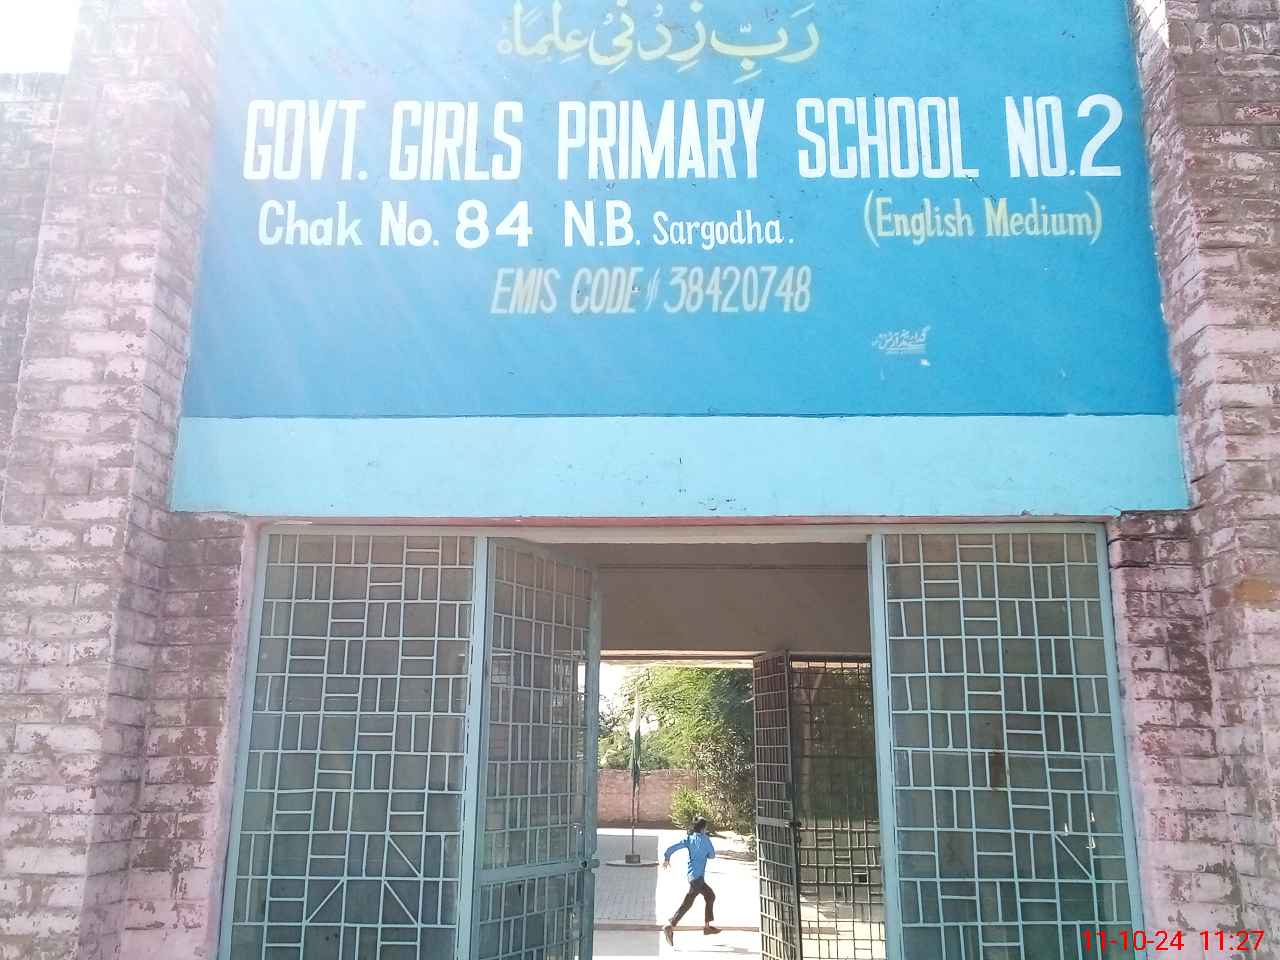 رَبِّ زِدْنِیْ عِلْمًا
GOVT. GIRLS PRIMARY SCHOOL NO.2
Chak No. 84 N.B. Sargodha. (English Medium)
EMIS CODE # 38420748
11-10-24 11:27